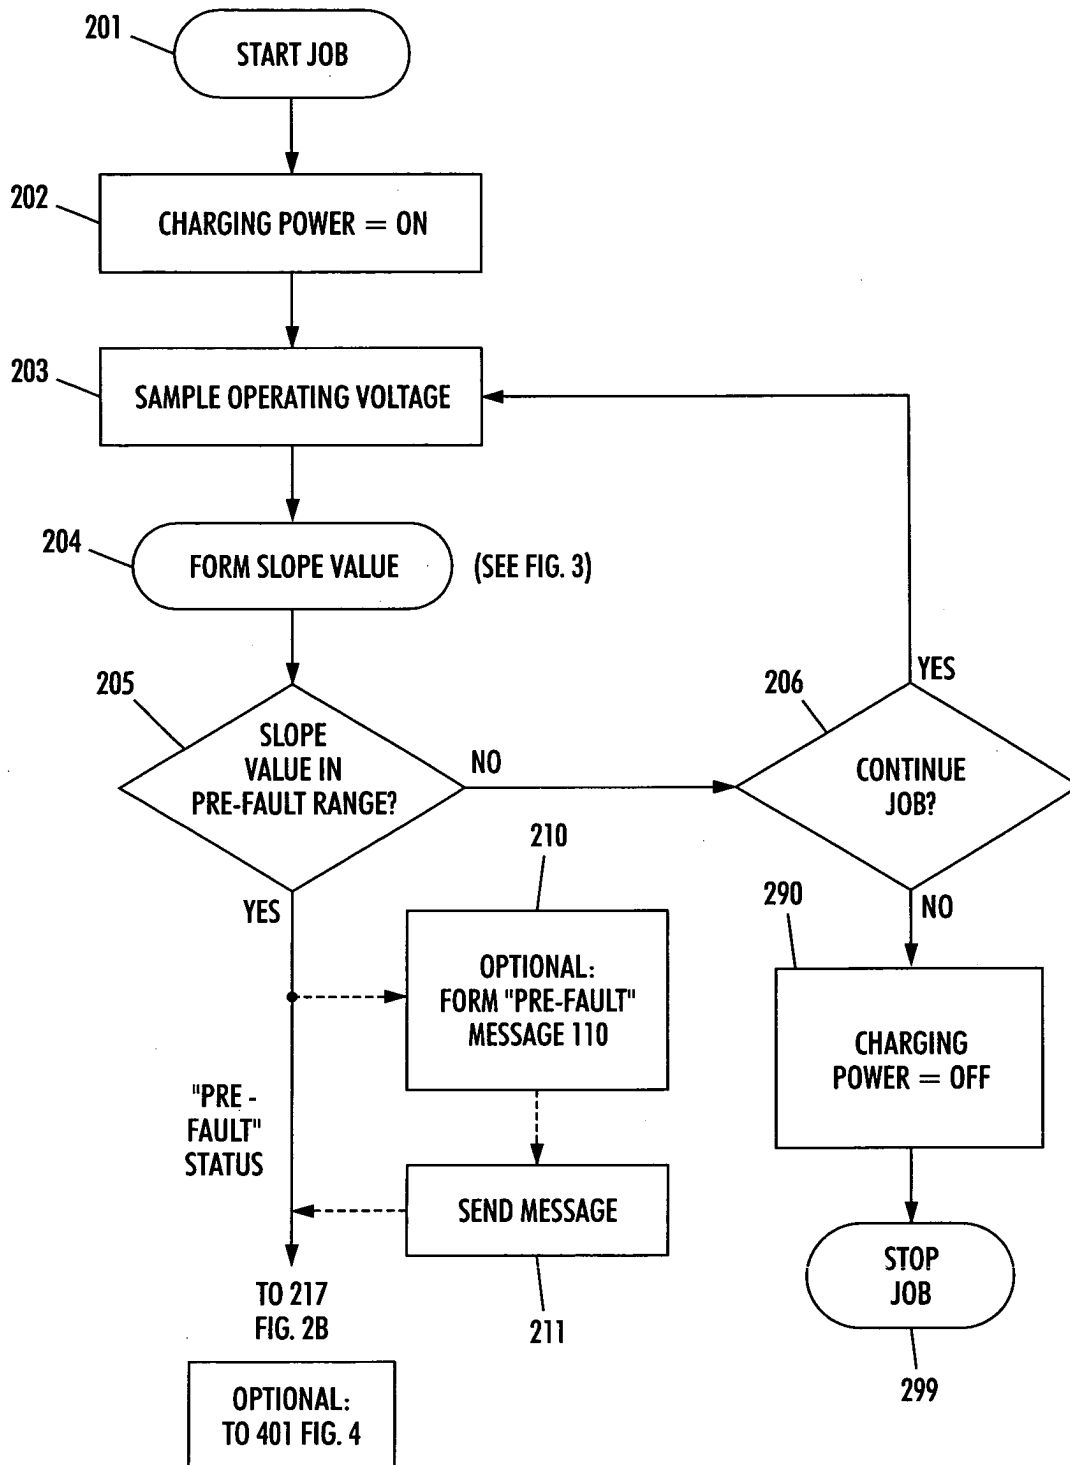 201
START JOB
202
CHARGING POWER = ON
203
SAMPLE OPERATING VOLTAGE
204
FORM SLOPE VALUE
(SEE FIG. 3)
205
SLOPE
VALUE IN
PRE-FAULT RANGE?
NO
YES
206
CONTINUE
JOB?
YES
NO
210
OPTIONAL:
FORM "PRE-FAULT"
MESSAGE 110
290
CHARGING
POWER = OFF
"PRE -
FAULT"
STATUS
SEND MESSAGE
211
STOP
JOB
299
TO 217
FIG. 2B
OPTIONAL:
TO 401 FIG. 4